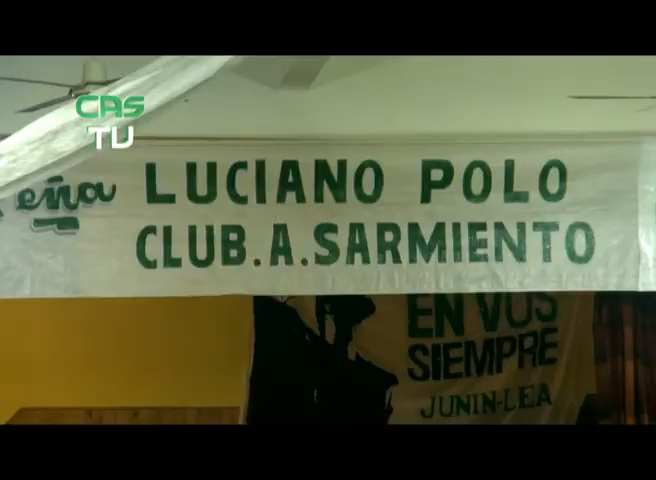 CAS
TV
eña LUCIANO POLO
CLUB.A.SARMIENTO
EN VOS
SIEMPRE
JUNIN-LEA